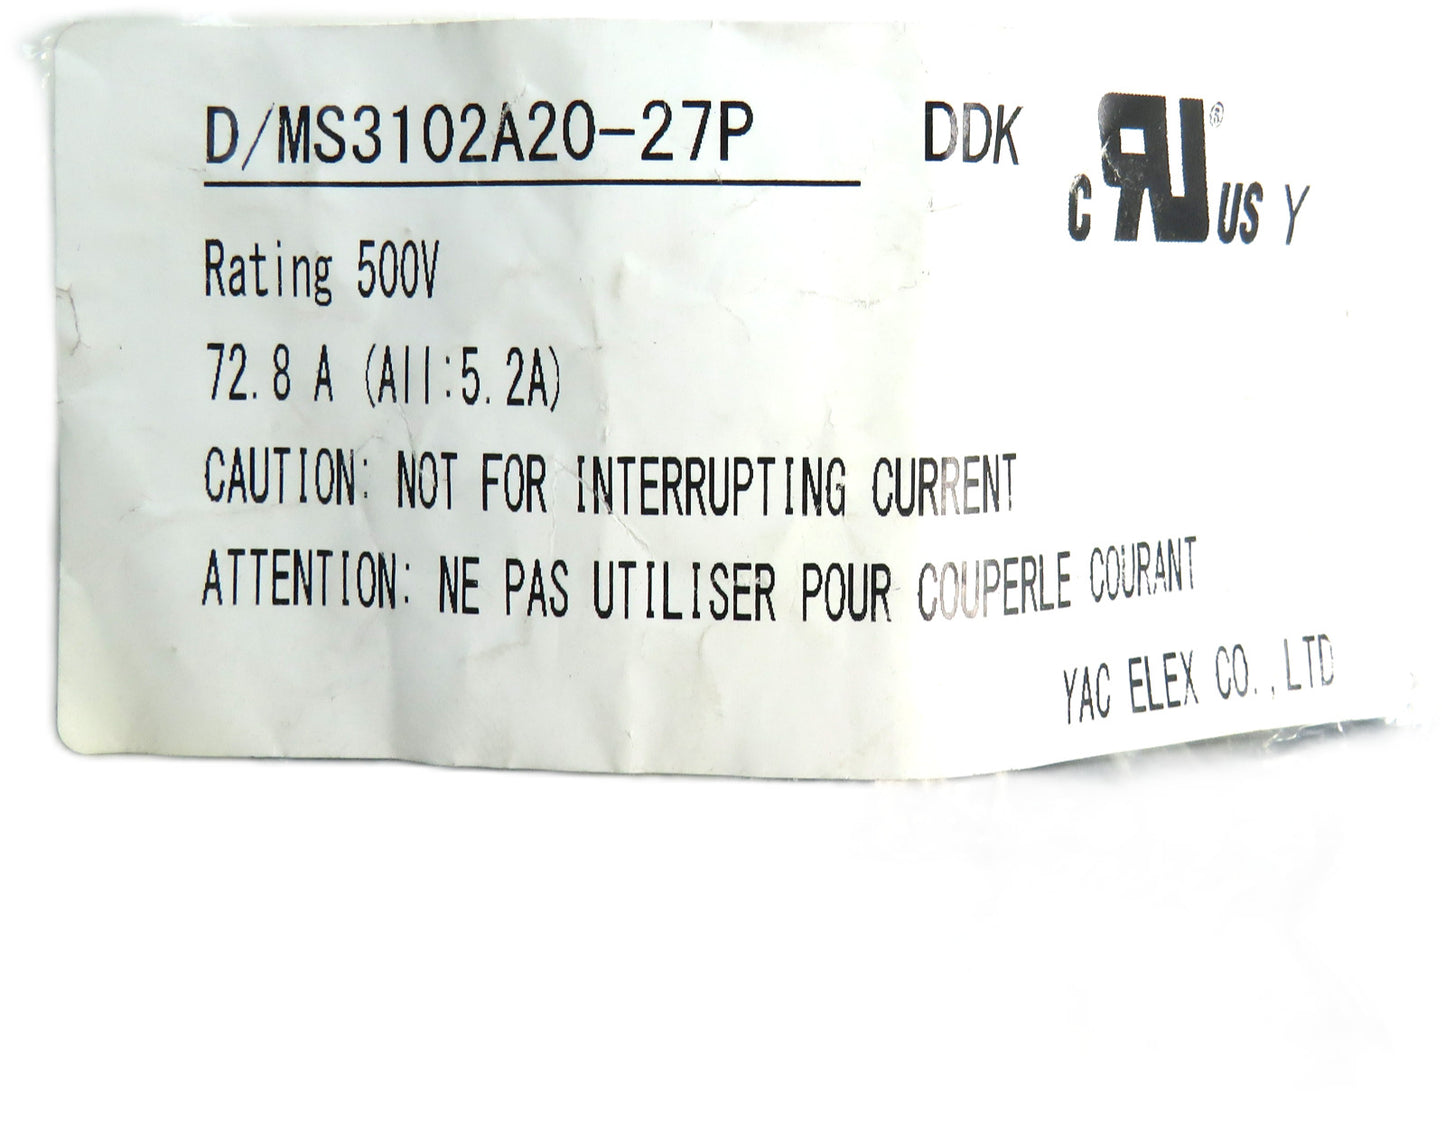 D/MS3102A20-27P DDK c RU ® US Y
Rating 500V
72.8 A (All:5.2A)
CAUTION: NOT FOR INTERRUPTING CURRENT
ATTENTION: NE PAS UTILISER POUR COUPERLE COURANT
YAC ELEX CO.,LTD